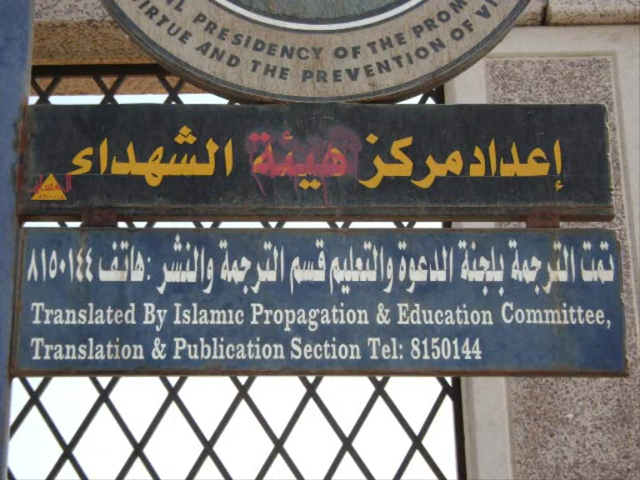 PRESIDENCY OF THE
VIRTUE AND THE PREVENTION OF
إعداد مركز هيئة الشهداء
تمت الترجمة بلجنة الدعوة والتعليم قسم الترجمة والنشر :هاتف ٨١٥٠١٤٤
Translated By Islamic Propagation & Education Committee,
Translation & Publication Section Tel: 8150144